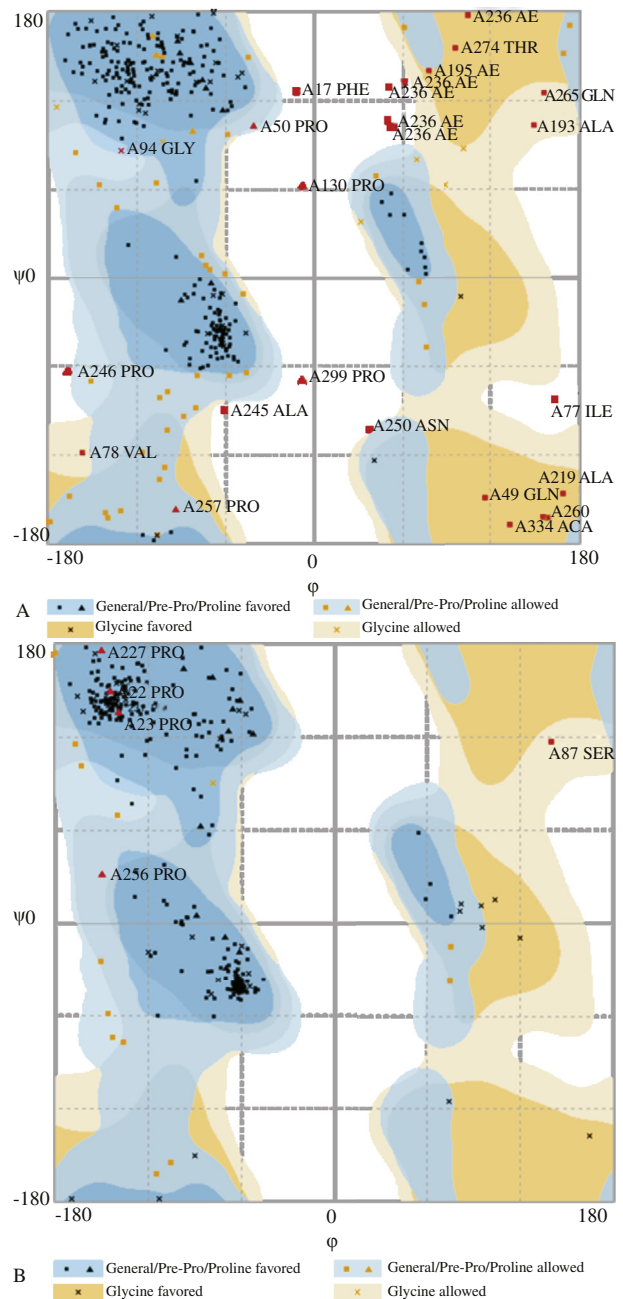 180
A236 AE
A274 THR
A195 AE
A236 AE
A17 PHE
A236 AE
A265 GLN
A50 PRO
A236 AE
A193 ALA
A236 AE
A94 GLY
A130 PRO
ψ0
A246 PRO
A299 PRO
A245 ALA
A77 ILE
A250 ASN
A78 VAL
A219 ALA
A49 GLN
A257 PRO
A260
A334 ACA
-180
-180 0 180
φ
A
General/Pre-Pro/Proline favored General/Pre-Pro/Proline allowed
Glycine favored Glycine allowed
180
A227 PRO
A22 PRO
A23 PRO
A87 SER
A256 PRO
ψ0
-180
-180 0 180
φ
B
General/Pre-Pro/Proline favored General/Pre-Pro/Proline allowed
Glycine favored Glycine allowed